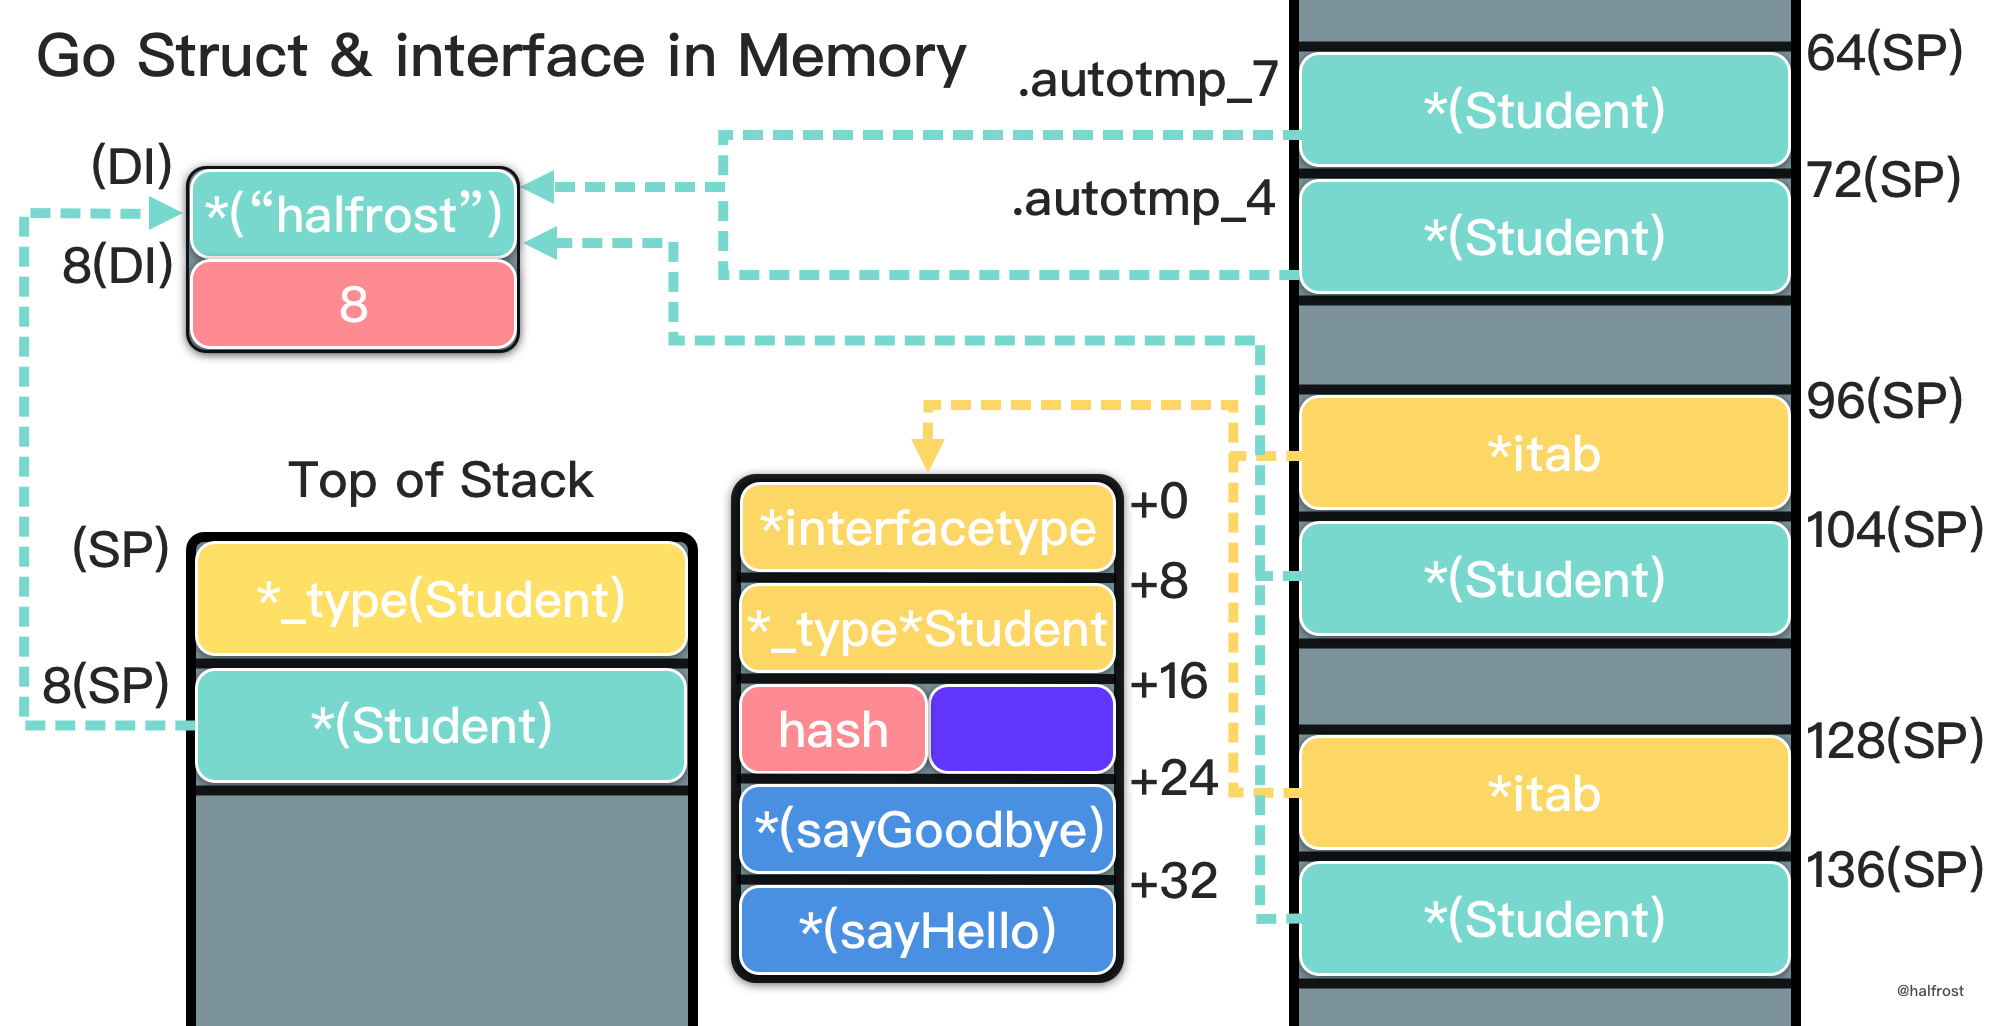 Go Struct & interface in Memory
(DI)
*(“halfrost”)
8(DI)
8
Top of Stack
(SP)
*_type(Student)
8(SP)
*(Student)
*interfacetype
+0
+8
*_type*Student
+16
hash
+24
*(sayGoodbye)
+32
*(sayHello)
.autotmp_7
64(SP)
*(Student)
72(SP)
.autotmp_4
*(Student)
96(SP)
*itab
104(SP)
*(Student)
128(SP)
*itab
136(SP)
*(Student)
@halfrost